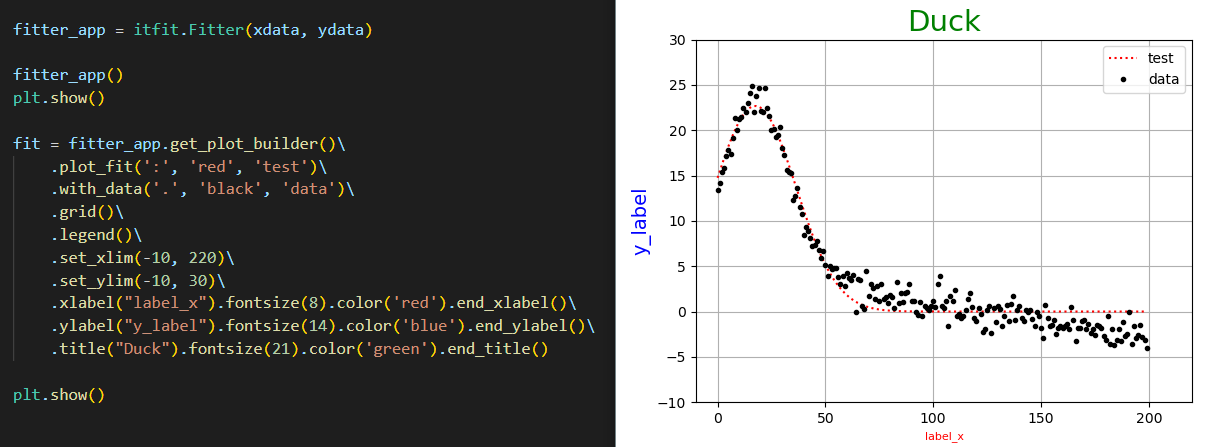 fitter_app = itfit.Fitter(xdata, ydata)
fitter_app()
plt.show()
fit = fitter_app.get_plot_builder()\
    .plot_fit(':', 'red', 'test')\
    .with_data('.', 'black', 'data')\
    .grid()\
    .legend()\
    .set_xlim(-10, 220)\
    .set_ylim(-10, 30)\
    .xlabel("label_x").fontsize(8).color('red').end_xlabel()\
    .ylabel("y_label").fontsize(14).color('blue').end_ylabel()\
    .title("Duck").fontsize(21).color('green').end_title()
plt.show()
Duck
test
data
y_label
30
25
20
15
10
5
0
−5
−10
0 50 100 150 200
label_x